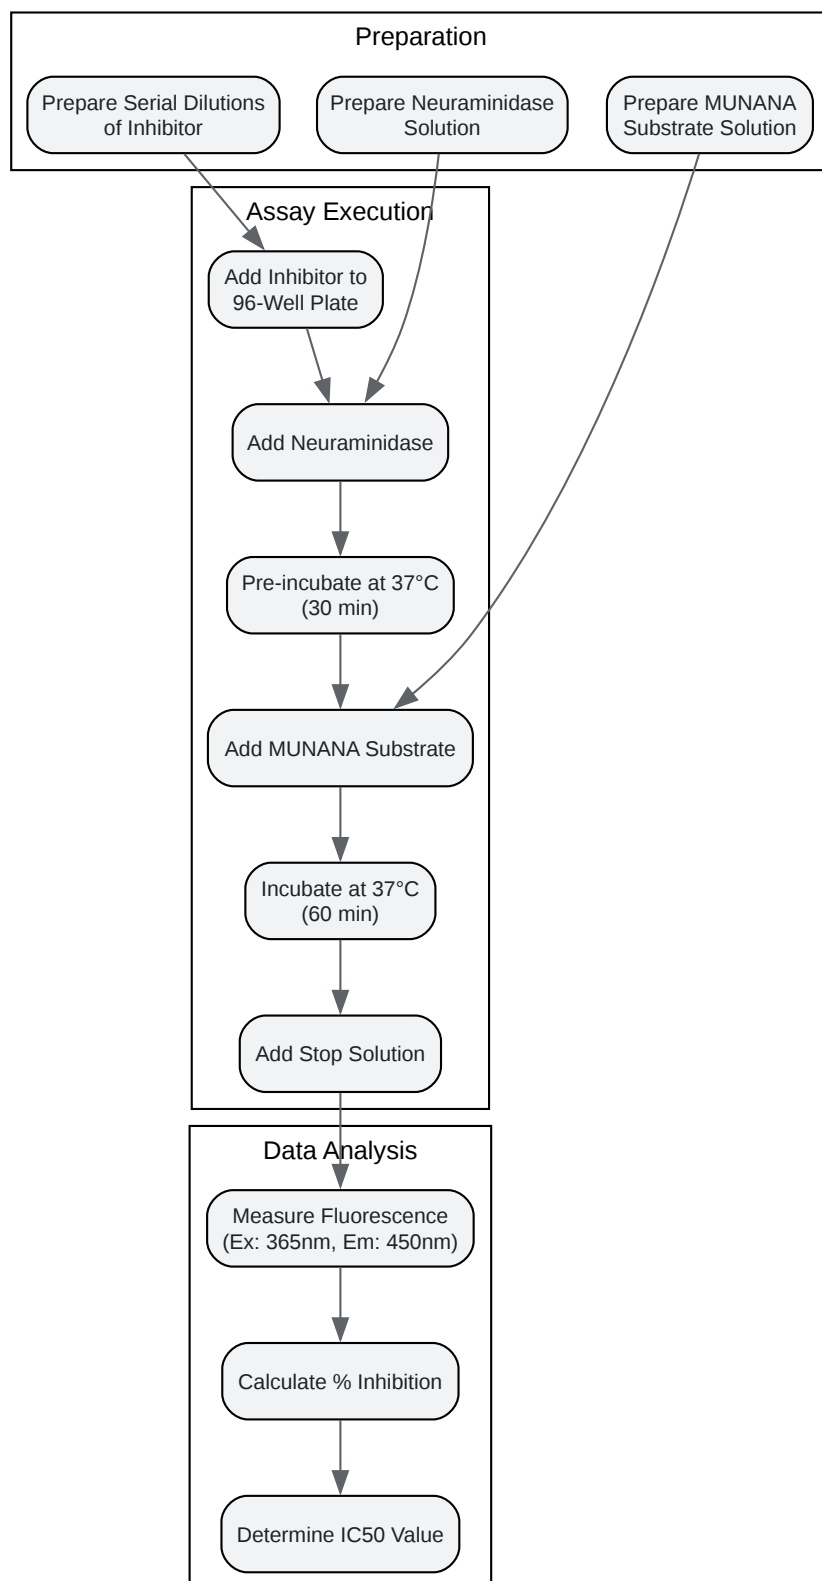 Preparation
Prepare Serial Dilutions
of Inhibitor
Prepare Neuraminidase
Solution
Prepare MUNANA
Substrate Solution
Assay Execution
Add Inhibitor to
96-Well Plate
Add Neuraminidase
Pre-incubate at 37°C
(30 min)
Add MUNANA Substrate
Incubate at 37°C
(60 min)
Add Stop Solution
Data Analysis
Measure Fluorescence
(Ex: 365nm, Em: 450nm)
Calculate % Inhibition
Determine IC50 Value